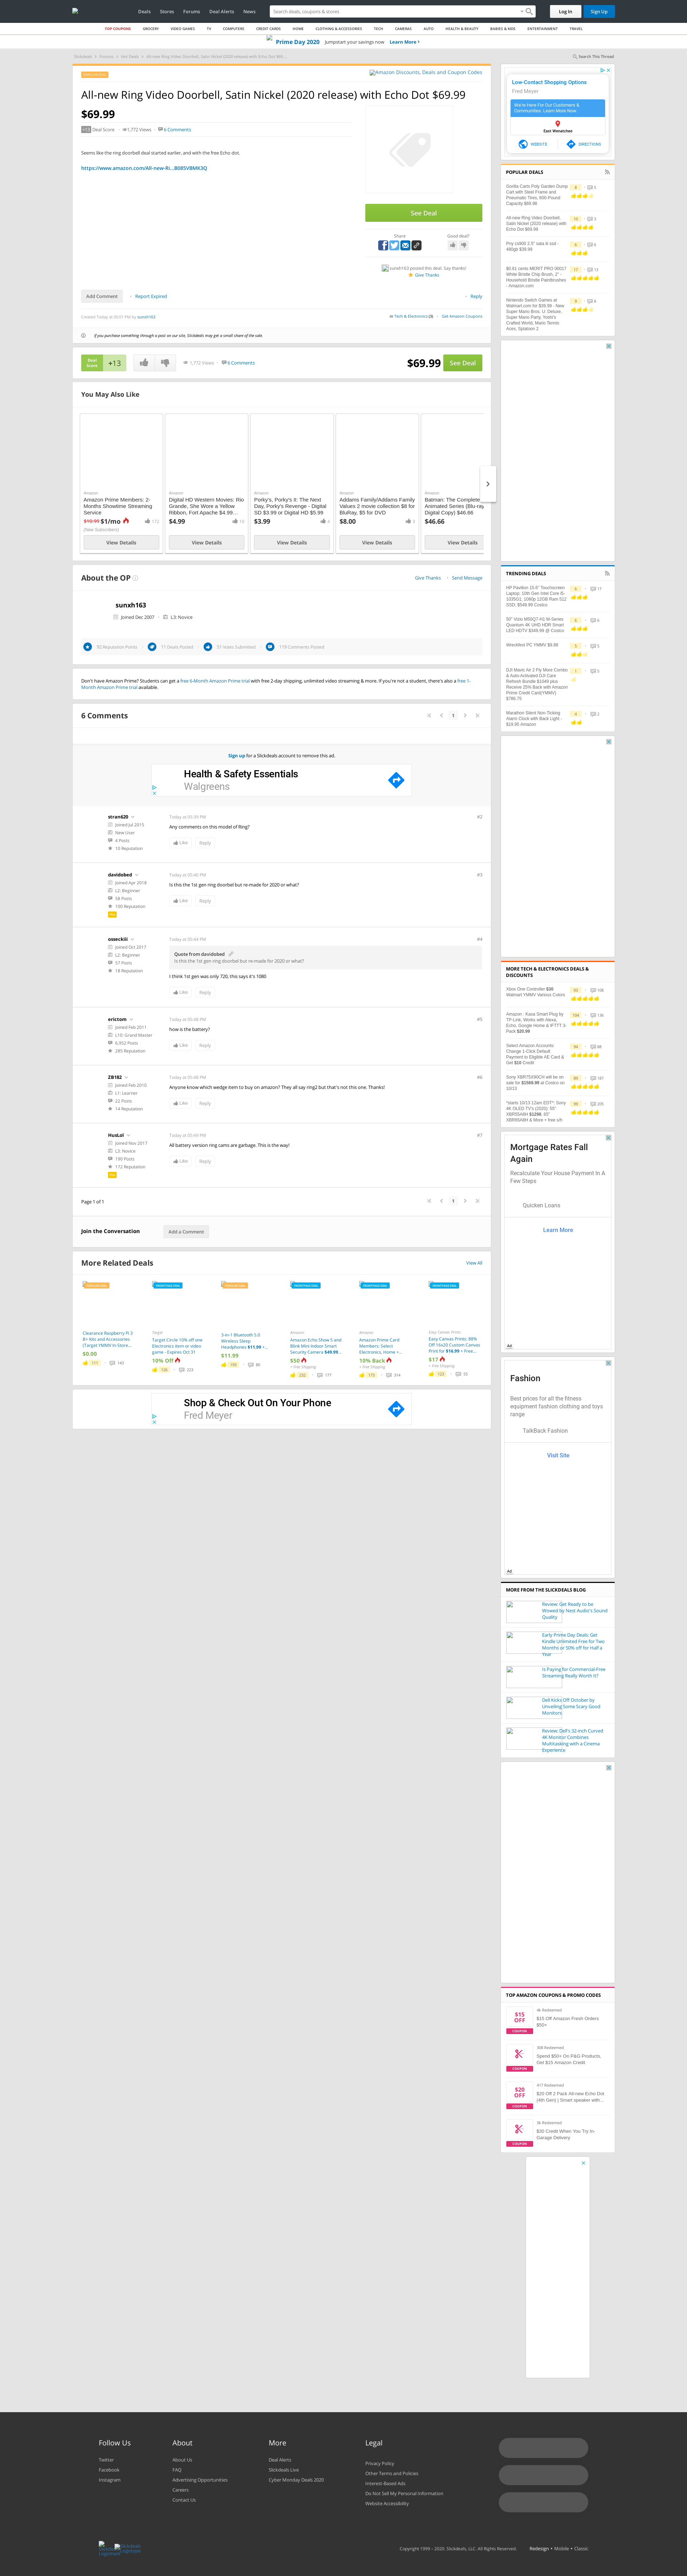 Deals
Stores
Forums
Deal Alerts
News
Search deals, coupons & stores
Log In
Sign Up
TOP COUPONS
GROCERY
VIDEO GAMES
TV
COMPUTERS
CREDIT CARDS
HOME
CLOTHING & ACCESSORIES
TECH
CAMERAS
AUTO
HEALTH & BEAUTY
BABIES & KIDS
ENTERTAINMENT
TRAVEL
Prime Day 2020 Jumpstart your savings now Learn More
Search This Thread
Amazon Discounts, Deals and Coupon Codes
All-new Ring Video Doorbell, Satin Nickel (2020 release) with Echo Dot $69.99
$69.99
+13 Deal Score
1,772 Views
6 Comments
Seems like the ring doorbell deal started earlier, and with the free Echo dot.
https://www.amazon.com/All-new-Ri...B08SVBMK3Q
See Deal
Share
Good deal?
sunxh163 posted this deal. Say thanks!
Give Thanks
Add Comment
Report Expired
Reply
Created Today at 05:01 PM by sunxh163
in Tech & Electronics (3)
Get Amazon Coupons
If you purchase something through a post on our site, Slickdeals may get a small share of the sale.
Deal Score
+13
1,772 Views
6 Comments
$69.99
See Deal
You May Also Like
Amazon
Amazon Prime Members: 2-Months Showtime Streaming Service
$10.99 $1/mo
172
(New Subscribers)
View Details
Amazon
Digital HD Western Movies: Rio Grande, She Wore a Yellow Ribbon, Fort Apache $4.99...
$4.99
View Details
Amazon
Porky's, Porky's II: The Next Day, Porky's Revenge - Digital SD $3.99 or Digital HD $5.99
$3.99
View Details
Amazon
Addams Family/Addams Family Values 2 movie collection $8 for BluRay, $5 for DVD
$8.00
View Details
Amazon
Batman: The Complete Animated Series (Blu-ray Digital Copy) $46.66
$46.66
View Details
About the OP
Give Thanks
Send Message
sunxh163
Joined Dec 2007
L3: Novice
92 Reputation Points
11 Deals Posted
51 Votes Submitted
119 Comments Posted
Don't have Amazon Prime? Students can get a free 6-Month Amazon Prime trial with free 2-day shipping, unlimited video streaming & more. If you're not a student, there's also a free 1-Month Amazon Prime trial available.
6 Comments
1
Sign up for a Slickdeals account to remove this ad.
Health & Safety Essentials
Walgreens
stran620
Joined Jul 2015
New User
4 Posts
10 Reputation
Today at 05:39 PM
#2
Any comments on this model of Ring?
Like
Reply
davidobed
Joined Apr 2018
L2: Beginner
58 Posts
100 Reputation
Pro
Today at 05:40 PM
#3
Is this the 1st gen ring doorbel but re-made for 2020 or what?
Like
Reply
osseckiii
Joined Oct 2017
L2: Beginner
57 Posts
18 Reputation
Today at 05:44 PM
#4
Quote from davidobed
Is this the 1st gen ring doorbel but re-made for 2020 or what?
I think 1st gen was only 720, this says it's 1080
Like
Reply
erictom
Joined Feb 2011
L10: Grand Master
6,952 Posts
285 Reputation
Today at 05:48 PM
#5
how is the battery?
Like
Reply
ZB182
Joined Feb 2010
L1: Learner
22 Posts
14 Reputation
Today at 05:48 PM
#6
Anyone know which wedge item to buy on amazon? They all say ring2 but that's not this one. Thanks!
Like
Reply
HusLol
Joined Nov 2017
L3: Novice
190 Posts
172 Reputation
Pro
Today at 05:49 PM
#7
All battery version ring cams are garbage. This is the way!
Like
Reply
Page 1 of 1
1
Join the Conversation
Add a Comment
More Related Deals
View All
Clearance Raspberry Pi 3 B+ Kits and Accessories (Target YMMV In-Store...
$0.00
Target
Target Circle 10% off one Electronics item or video game - Expires Oct 31
10% Off
3-in-1 Bluetooth 5.0 Wireless Sleep Headphones $11.99 +...
$11.99
Amazon
Amazon Echo Show 5 and Blink Mini Indoor Smart Security Camera $49.99...
$50
+ Free Shipping
Amazon
Amazon Prime Card Members: Select Electronics, Home +...
10% Back
+ Free Shipping
Easy Canvas Prints
Easy Canvas Prints: 88% Off 16x20 Custom Canvas Print for $16.99 + Free...
$17
+ Free Shipping
Shop & Check Out On Your Phone
Fred Meyer
Low-Contact Shopping Options
Fred Meyer
We're Here For Our Customers & Communities. Learn More Now.
East Wenatchee
WEBSITE
DIRECTIONS
POPULAR DEALS
Gorilla Carts Poly Garden Dump Cart with Steel Frame and Pneumatic Tires, 600-Pound Capacity $69.98
All-new Ring Video Doorbell, Satin Nickel (2020 release) with Echo Dot $69.99
Pny cs900 2.5" sata iii ssd - 480gb $39.99
$6.61 cents MERIT PRO 00017 White Bristle Chip Brush, 2" - Household Bristle Paintbrushes - Amazon.com
Nintendo Switch Games at Walmart.com for $39.99 - New Super Mario Bros. U: Deluxe, Super Mario Party, Yoshi's Crafted World, Mario Tennis Aces, Splatoon 2
TRENDING DEALS
HP Pavilion 15.6" Touchscreen Laptop; 10th Gen Intel Core i5-1035G1; 1080p 12GB Ram 512 SSD; $549.99 Costco
50" Vizio M50Q7-H1 M-Series Quantum 4K UHD HDR Smart LED HDTV $349.99 @ Costco
Wreckfest PC YMMV $9.89
DJI Mavic Air 2 Fly More Combo & Auto-Activated DJI Care Refresh Bundle $1049 plus Receive 25% Back with Amazon Prime Credit Card(YMMV) $786.75
Marathon Silent Non-Ticking Alarm Clock with Back Light - $19.95 Amazon
MORE TECH & ELECTRONICS DEALS & DISCOUNTS
Xbox One Controller $30 Walmart YMMV Various Colors
Amazon : Kasa Smart Plug by TP-Link, Works with Alexa, Echo, Google Home & IFTTT 3-Pack $20.99
Select Amazon Accounts: Change 1-Click Default Payment to Eligible AE Card & Get $10 Credit
Sony XBR75X90CH will be on sale for $1569.99 at Costco on 10/13
*starts 10/13 12am EDT*: Sony 4K OLED TV's (2020): 55" XBR55A8H $1298, 65" XBR65A8H & More + free s/h
Mortgage Rates Fall Again
Recalculate Your House Payment In A Few Steps
Quicken Loans
Learn More
Ad
Fashion
Best prices for all the fitness equipment fashion clothing and toys range
TalkBack Fashion
Visit Site
Ad
MORE FROM THE SLICKDEALS BLOG
Review: Get Ready to be Wowed by Nest Audio's Sound Quality
Early Prime Day Deals: Get Kindle Unlimited Free for Two Months or 50% off for Half a Year
Is Paying for Commercial-Free Streaming Really Worth It?
Dell Kicks Off October by Unveiling Some Scary Good Monitors
Review: Dell's 32-inch Curved 4K Monitor Combines Multitasking with a Cinema Experience
TOP AMAZON COUPONS & PROMO CODES
$15 OFF
COUPON
4k Redeemed
$15 Off Amazon Fresh Orders $50+
COUPON
308 Redeemed
Spend $50+ On P&G Products, Get $15 Amazon Credit
$20 OFF
COUPON
417 Redeemed
$20 Off 2 Pack All-new Echo Dot (4th Gen) | Smart speaker with...
COUPON
3k Redeemed
$30 Credit When You Try In-Garage Delivery
Follow Us
Twitter
Facebook
Instagram
About
About Us
FAQ
Advertising Opportunities
Careers
Contact Us
More
Deal Alerts
Slickdeals Live
Cyber Monday Deals 2020
Legal
Privacy Policy
Other Terms and Policies
Interest-Based Ads
Do Not Sell My Personal Information
Website Accessibility
Copyright 1999 - 2020. Slickdeals, LLC. All Rights Reserved.
Redesign • Mobile • Classic